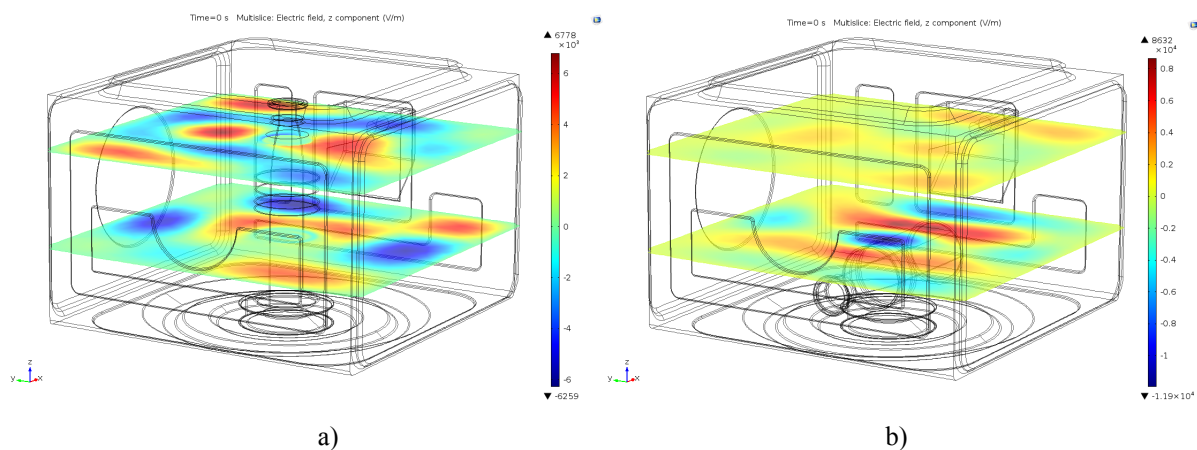 Time=0 s Multislice: Electric field, z component (V/m)
▲ 6778
×10³
6
4
2
0
-2
-4
-6
▼ -6259
z
y
x
a)
Time=0 s Multislice: Electric field, z component (V/m)
▲ 8632
×10⁴
0.8
0.6
0.4
0.2
0
-0.2
-0.4
-0.6
-0.8
-1
▼ -1.19×10⁴
z
y
x
b)